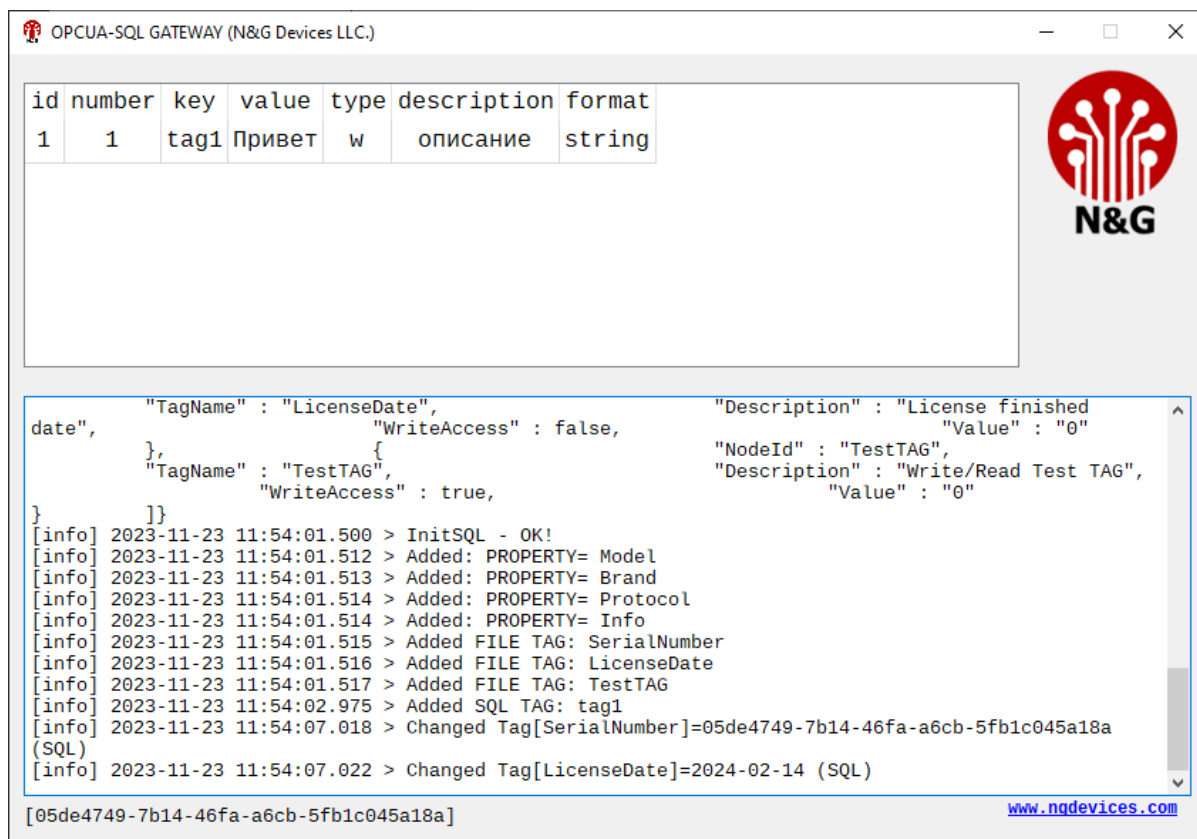 OPCUA-SQL GATEWAY (N&G Devices LLC.)
id number key value type description format
1 1 tag1 Привет w описание string
N&G
"TagName" : "LicenseDate", "Description" : "License finished
date", "WriteAccess" : false, "Value" : "0"
}, { "NodeId" : "TestTAG",
"TagName" : "TestTAG", "Description" : "Write/Read Test TAG",
"WriteAccess" : true, "Value" : "0"
} ]}
[info] 2023-11-23 11:54:01.500 > InitSQL - OK!
[info] 2023-11-23 11:54:01.512 > Added: PROPERTY= Model
[info] 2023-11-23 11:54:01.513 > Added: PROPERTY= Brand
[info] 2023-11-23 11:54:01.514 > Added: PROPERTY= Protocol
[info] 2023-11-23 11:54:01.514 > Added: PROPERTY= Info
[info] 2023-11-23 11:54:01.515 > Added FILE TAG: SerialNumber
[info] 2023-11-23 11:54:01.516 > Added FILE TAG: LicenseDate
[info] 2023-11-23 11:54:01.517 > Added FILE TAG: TestTAG
[info] 2023-11-23 11:54:02.975 > Added SQL TAG: tag1
[info] 2023-11-23 11:54:07.018 > Changed Tag[SerialNumber]=05de4749-7b14-46fa-a6cb-5fb1c045a18a
(SQL)
[info] 2023-11-23 11:54:07.022 > Changed Tag[LicenseDate]=2024-02-14 (SQL)
[05de4749-7b14-46fa-a6cb-5fb1c045a18a]
www.ngdevices.com